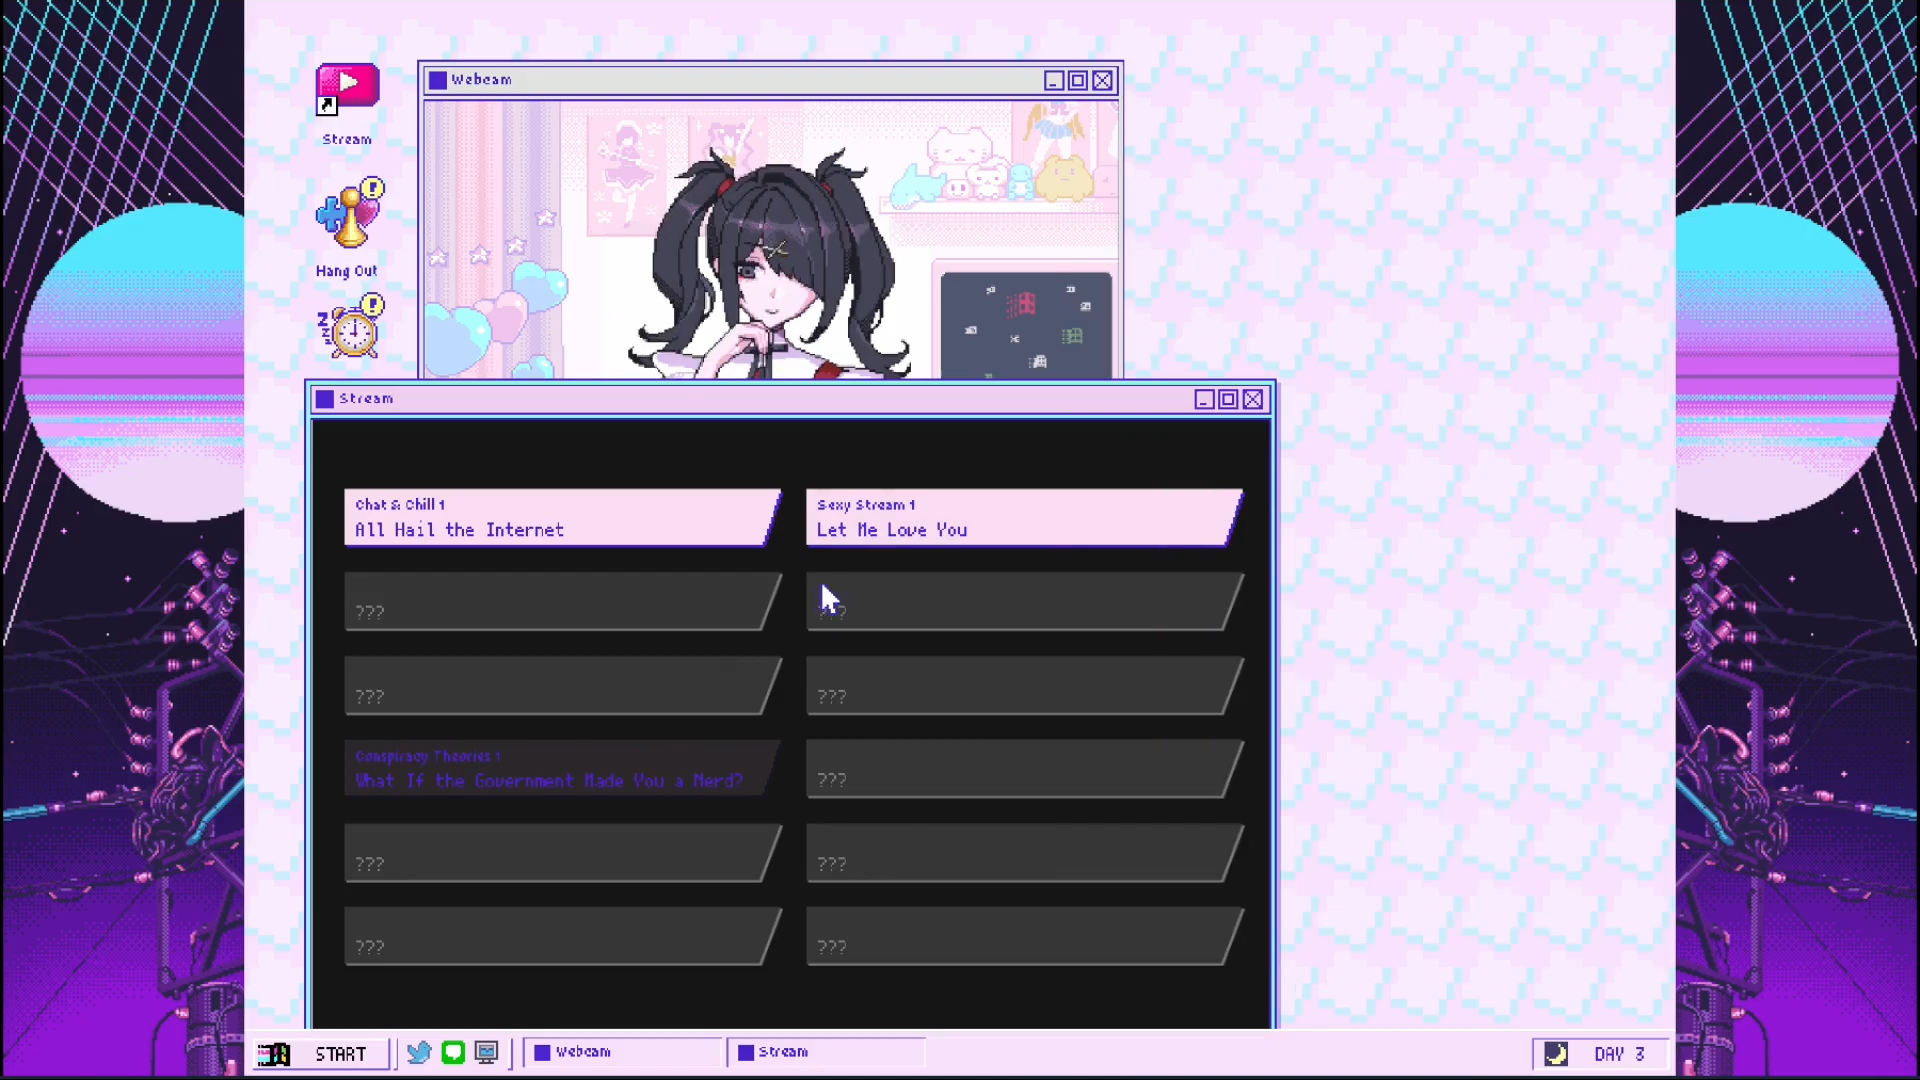 Webcam
Stream
Hang Out
Stream
Chat & Chill 1
All Hail the Internet
Sexy Stream 1
Let Me Love You
???
???
???
???
Conspiracy Theories 1
What If the Government Made You a Nerd?
???
???
???
???
???
START
Webcam
Stream
DAY 3